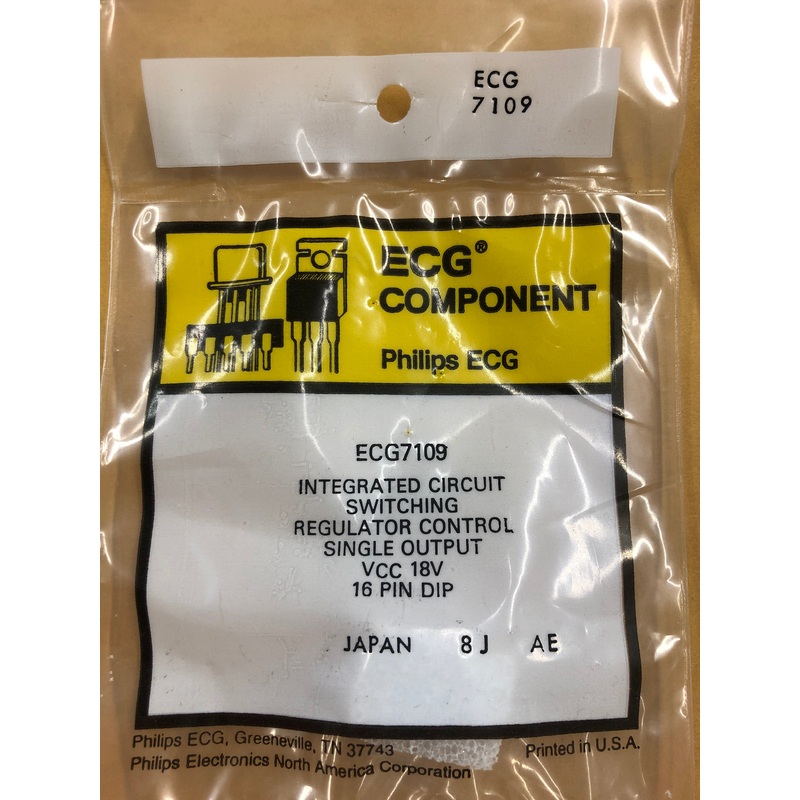 ECG
7109
ECG®
COMPONENT
Philips ECG
ECG7109
INTEGRATED CIRCUIT
SWITCHING
REGULATOR CONTROL
SINGLE OUTPUT
VCC 18V
16 PIN DIP
JAPAN 8J AE
Philips ECG, Greeneville, TN 37743 Printed in U.S.A.
Philips Electronics North America Corporation